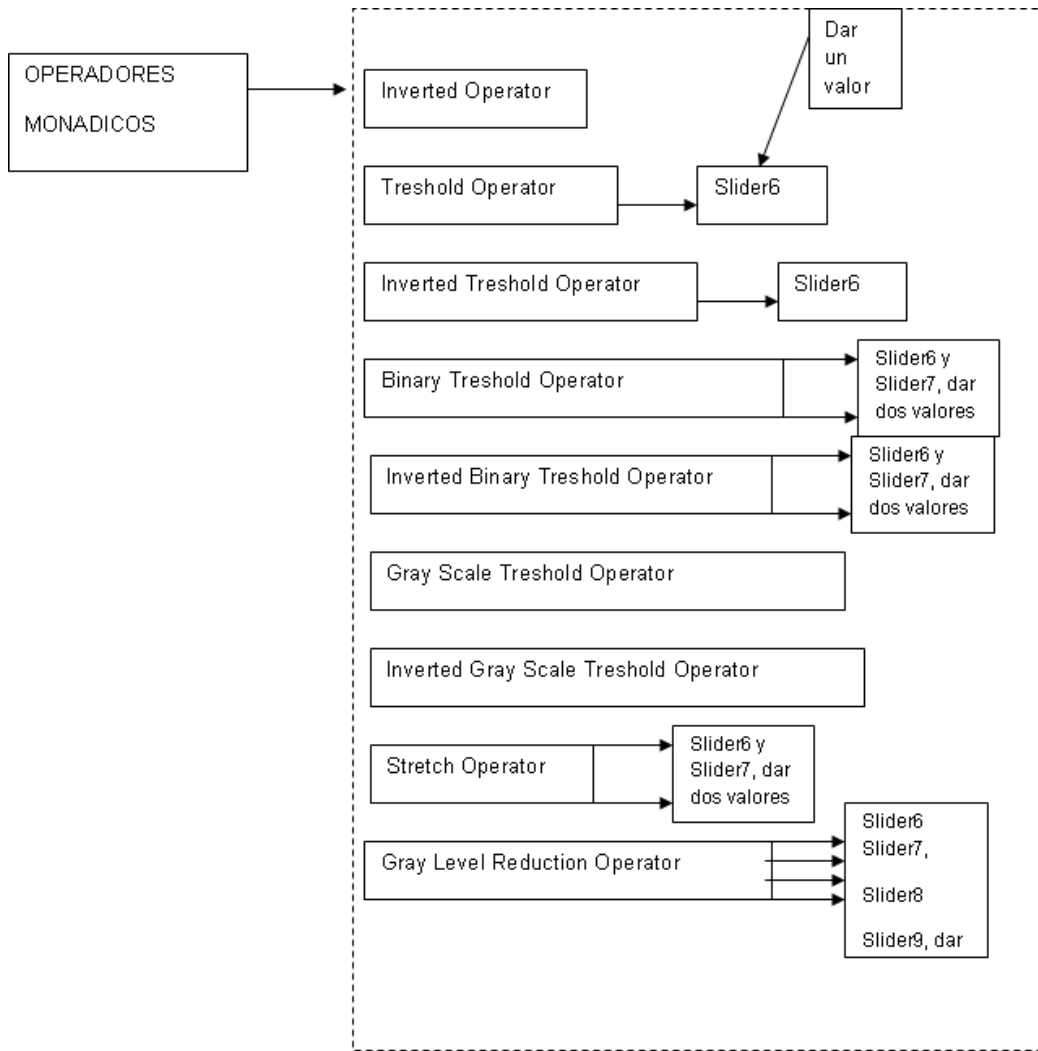 OPERADORES
MONADICOS
Dar
un
valor
Inverted Operator
Treshold Operator
Slider6
Inverted Treshold Operator
Slider6
Binary Treshold Operator
Slider6 y
Slider7, dar
dos valores
Inverted Binary Treshold Operator
Slider6 y
Slider7, dar
dos valores
Gray Scale Treshold Operator
Inverted Gray Scale Treshold Operator
Stretch Operator
Slider6 y
Slider7, dar
dos valores
Gray Level Reduction Operator
Slider6
Slider7,
Slider8
Slider9, dar